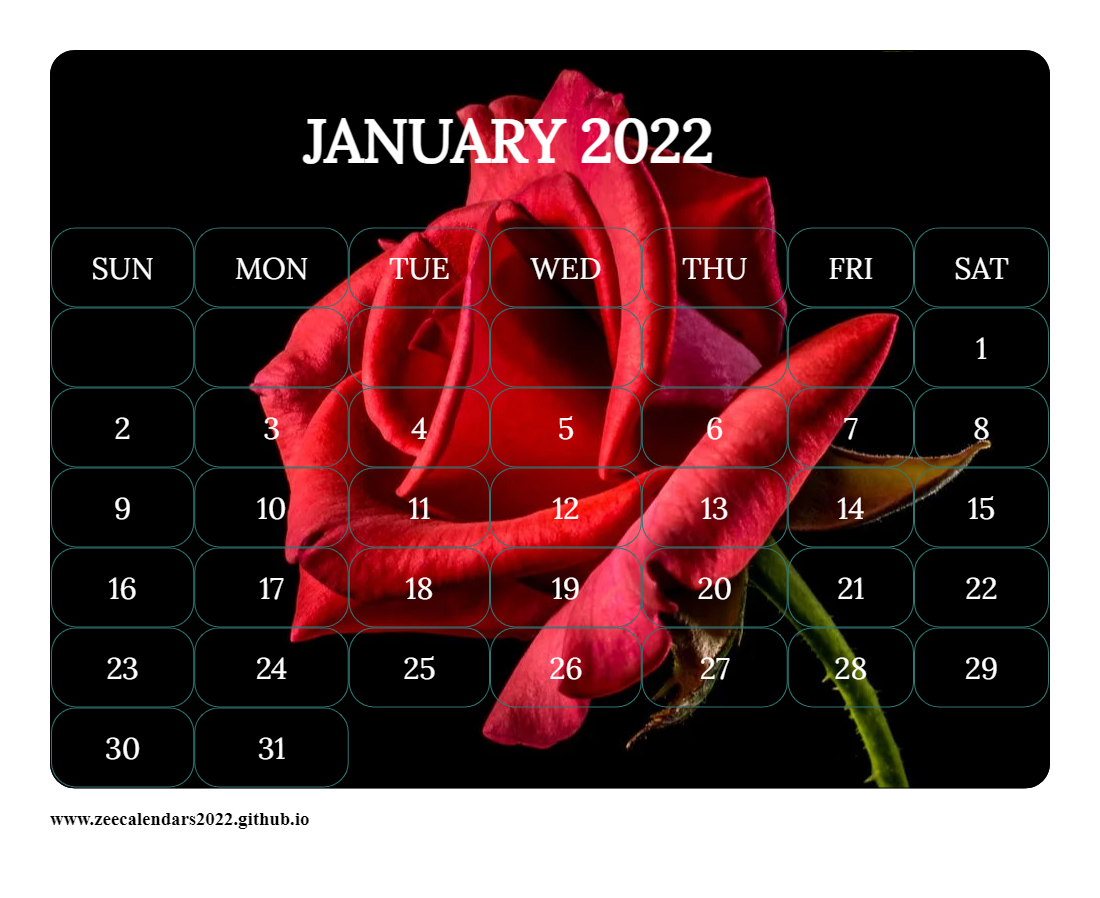 JANUARY 2022
SUN MON TUE WED THU FRI SAT
1
2 3 4 5 6 7 8
9 10 11 12 13 14 15
16 17 18 19 20 21 22
23 24 25 26 27 28 29
30 31
www.zeecalendars2022.github.io